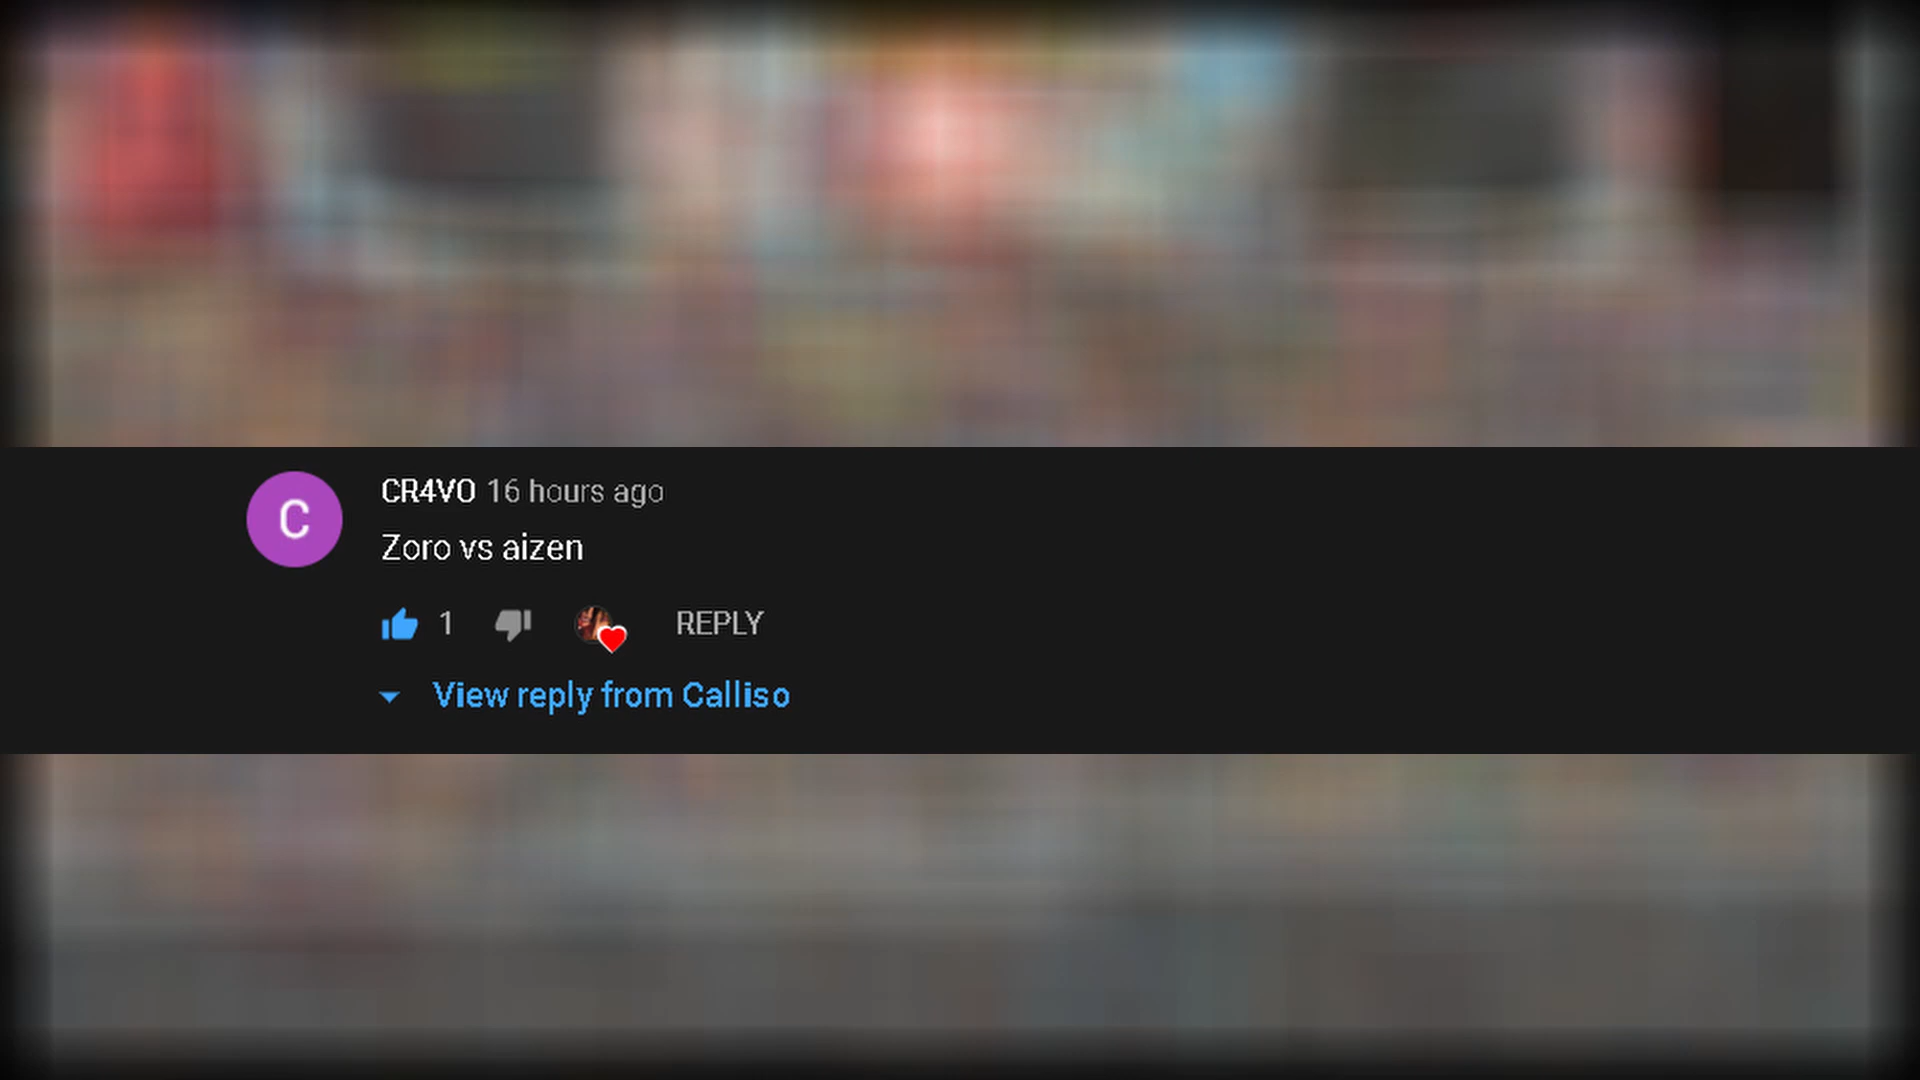 C
CR4VO 16 hours ago
Zoro vs aizen
1 REPLY
View reply from Calliso